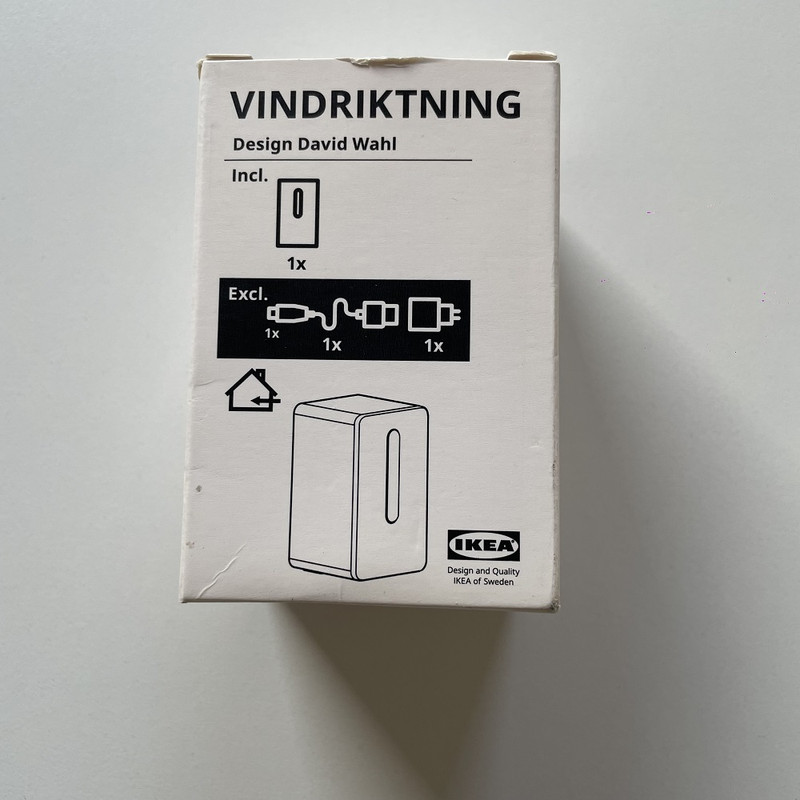 VINDRIKTNING
Design David Wahl
Incl.
1x
Excl.
1x
1x
1x
IKEA
Design and Quality
IKEA of Sweden